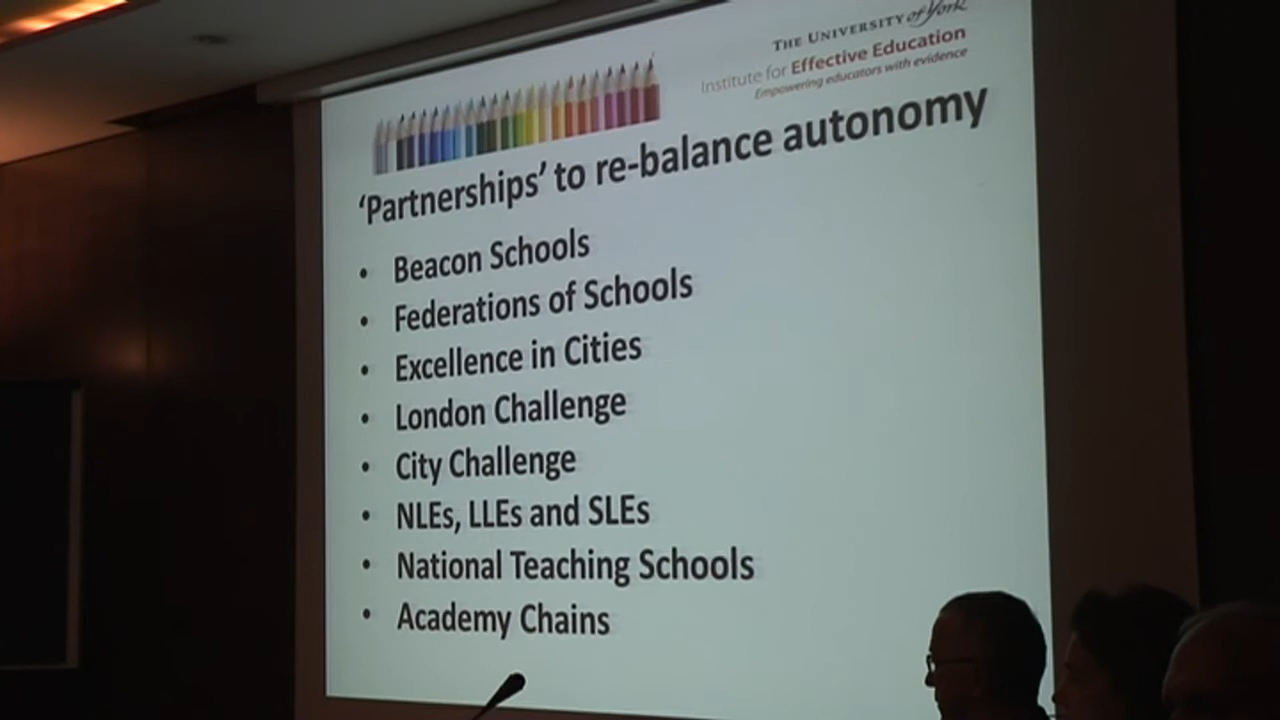 THE UNIVERSITY of York
Institute for Effective Education
Empowering educators with evidence
‘Partnerships’ to re-balance autonomy
• Beacon Schools
• Federations of Schools
• Excellence in Cities
• London Challenge
• City Challenge
• NLEs, LLEs and SLEs
• National Teaching Schools
• Academy Chains